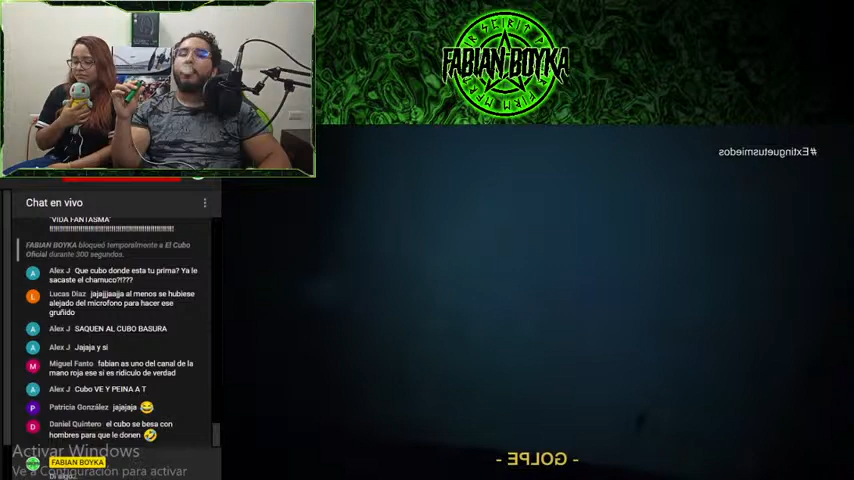 FABIAN BOYKA
#Extinguetusmiedos
Chat en vivo
"VIDA FANTASMA"
!!!!!!!!!!!!!!!!!!!!!!!!!!!!!!!!!!!!!!!!!!!!!!!!!!!!!!!!!!!!
FABIAN BOYKA bloqueó temporalmente a El Cubo
Oficial durante 300 segundos.
A Alex J Que cubo donde esta tu prima? Ya le
sacaste el chamuco?!???
L Lucas Diaz jajajjjaajja al menos se hubiese
alejado del microfono para hacer ese
gruñido
A Alex J SAQUEN AL CUBO BASURA
A Alex J Jajaja y si
M Miguel Fanto fabian as uno del canal de la
mano roja ese si es ridiculo de verdad
A Alex J Cubo VE Y PEINA A T
P Patricia González jajajaja 😂
D Daniel Quintero el cubo se besa con
hombres para que le donen 🤣
Activar Windows
Ve a Configuración para activar
FABIAN BOYKA
Di algo...
- GOLPE -